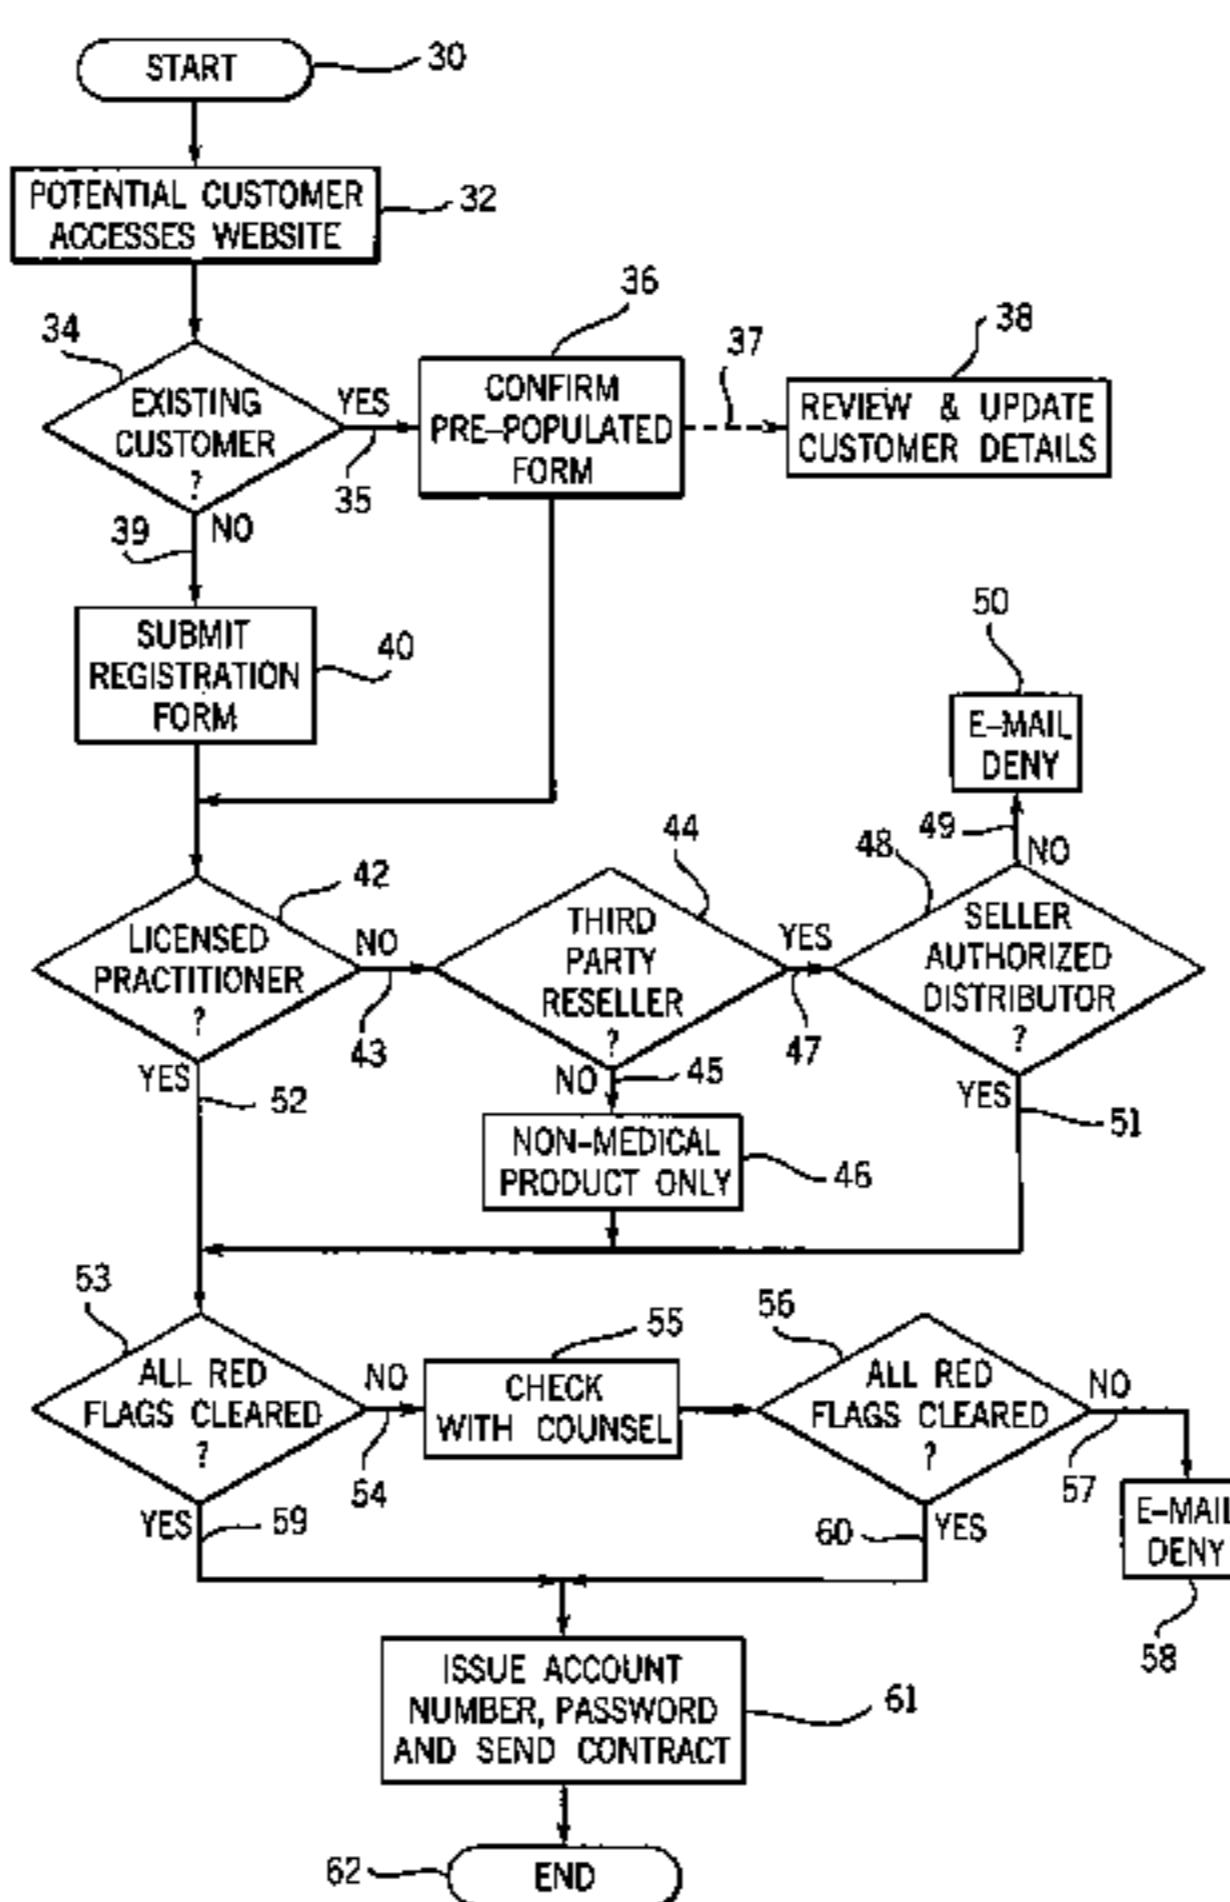 START
30
POTENTIAL CUSTOMER
ACCESSES WEBSITE
32
34
EXISTING
CUSTOMER
?
YES
35
36
CONFIRM
PRE-POPULATED
FORM
37
38
REVIEW & UPDATE
CUSTOMER DETAILS
39
NO
SUBMIT
REGISTRATION
FORM
40
50
E-MAIL
DENY
49
NO
42
LICENSED
PRACTITIONER
?
NO
43
44
THIRD
PARTY
RESELLER
?
YES
47
48
SELLER
AUTHORIZED
DISTRIBUTOR
?
YES
52
NO
45
YES
51
NON-MEDICAL
PRODUCT ONLY
46
53
ALL RED
FLAGS CLEARED
?
NO
54
55
CHECK
WITH COUNSEL
56
ALL RED
FLAGS CLEARED
?
NO
57
E-MAIL
DENY
58
YES
59
60
YES
ISSUE ACCOUNT
NUMBER, PASSWORD
AND SEND CONTRACT
61
62
END